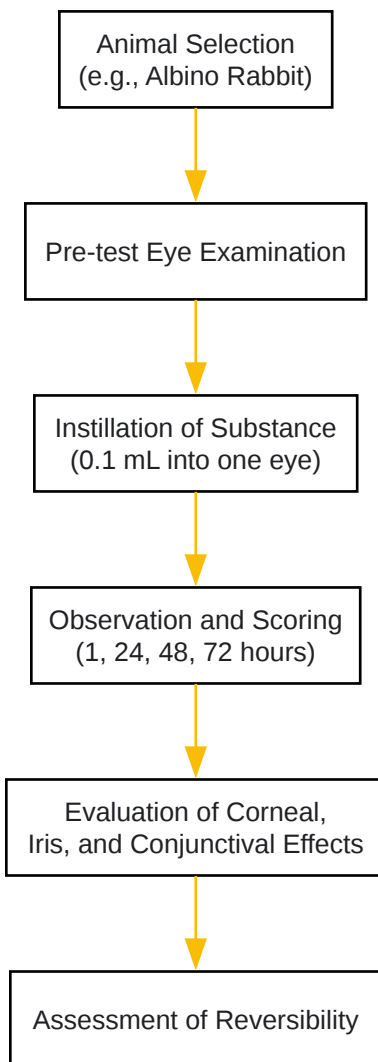 Animal Selection
(e.g., Albino Rabbit)
Pre-test Eye Examination
Instillation of Substance
(0.1 mL into one eye)
Observation and Scoring
(1, 24, 48, 72 hours)
Evaluation of Corneal,
Iris, and Conjunctival Effects
Assessment of Reversibility